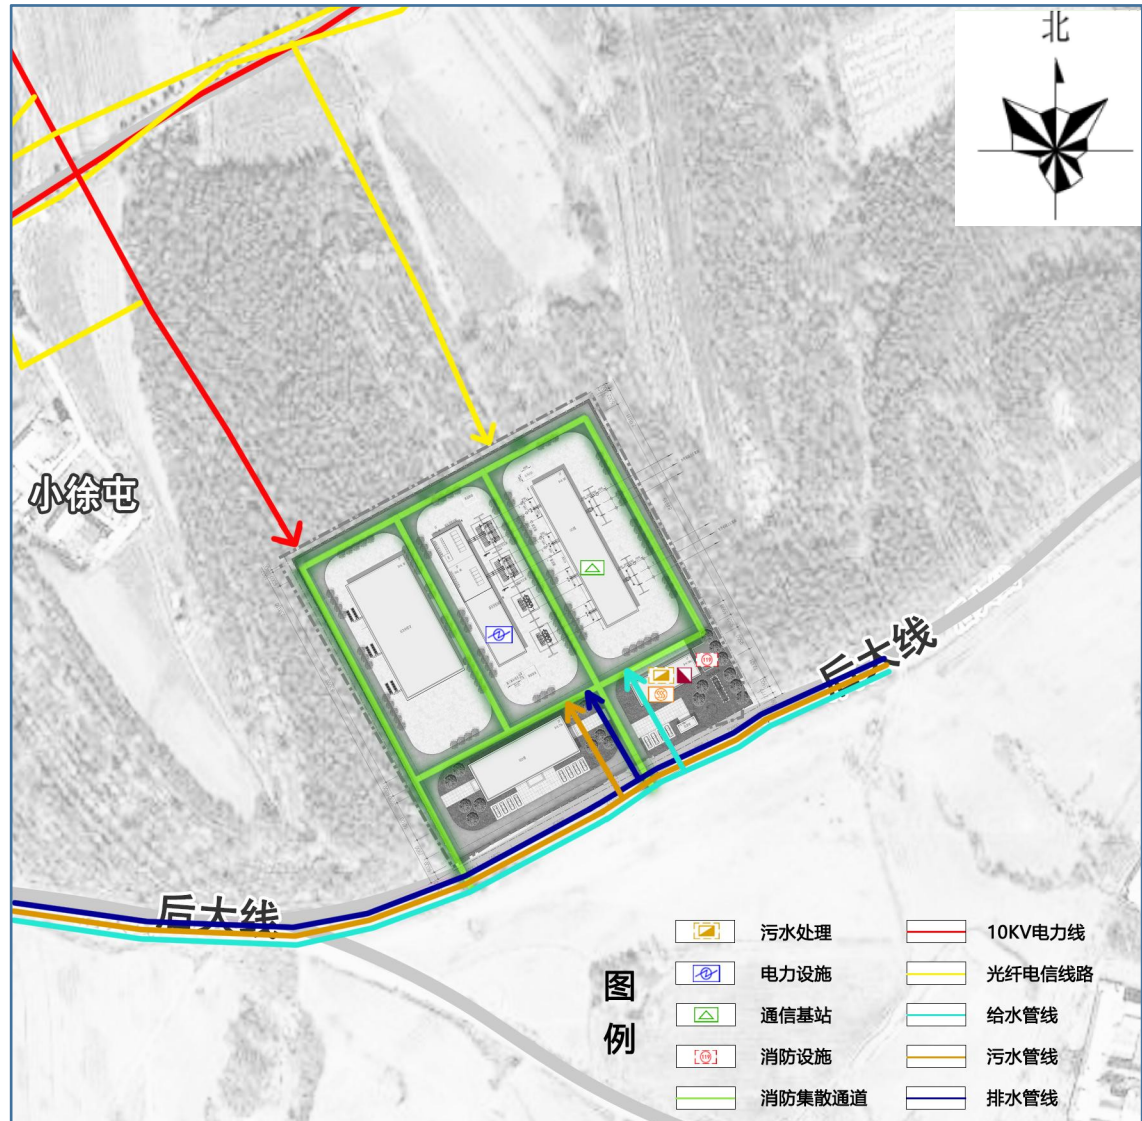 北
小徐屯
后大线
后大线
图例
污水处理
10KV电力线
电力设施
光纤电信线路
通信基站
给水管线
119
消防设施
污水管线
消防集散通道
排水管线